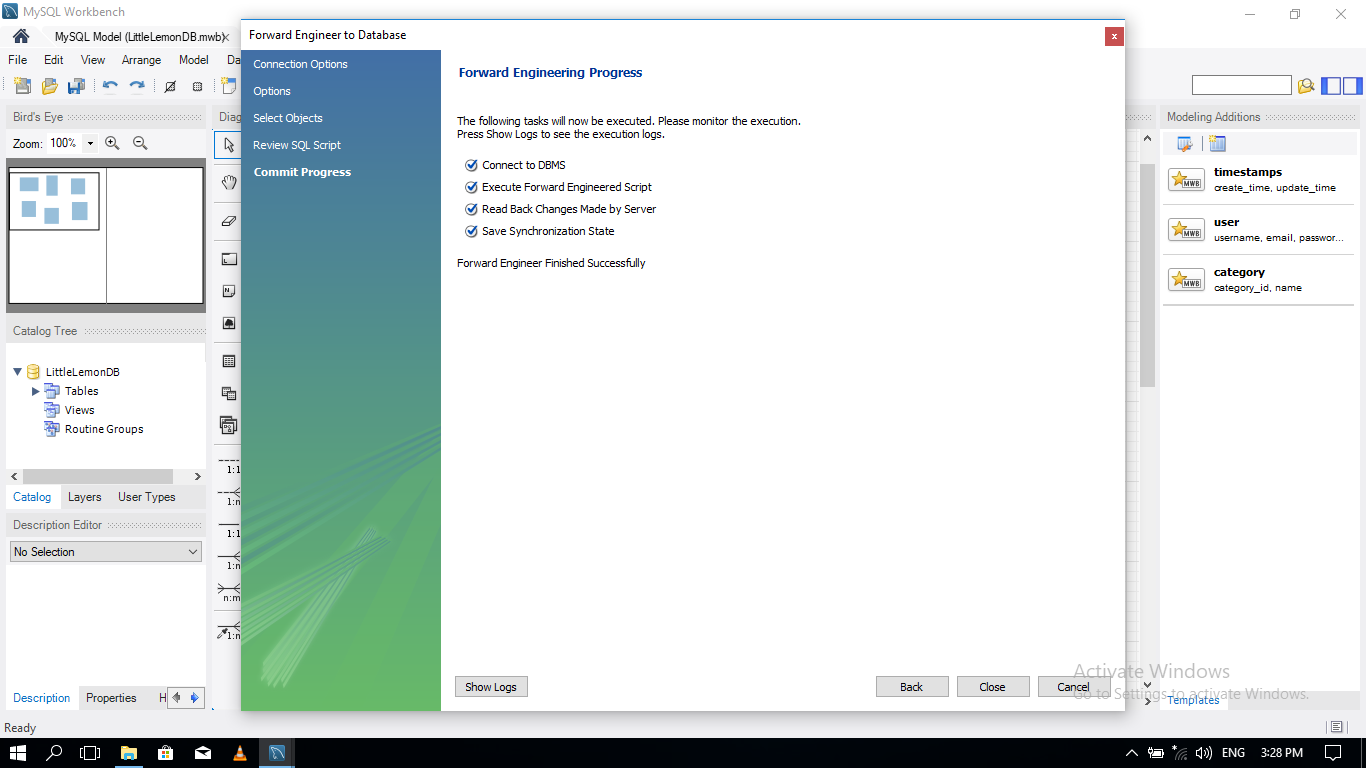 MySQL Workbench
MySQL Model (LittleLemonDB.mwb)
File Edit View Arrange Model Da
Bird's Eye
Zoom: 100%
Catalog Tree
LittleLemonDB
Tables
Views
Routine Groups
Catalog Layers User Types
Description Editor
No Selection
Description Properties H
Ready
Diag
1:1
1:n
1:1
1:n
n:m
1:n
Forward Engineer to Database
Connection Options
Options
Select Objects
Review SQL Script
Commit Progress
Forward Engineering Progress
The following tasks will now be executed. Please monitor the execution.
Press Show Logs to see the execution logs.
Connect to DBMS
Execute Forward Engineered Script
Read Back Changes Made by Server
Save Synchronization State
Forward Engineer Finished Successfully
Show Logs Back Close Cancel
Modeling Additions
MWB
timestamps
create_time, update_time
MWB
user
username, email, passwor...
MWB
category
category_id, name
Activate Windows
Go to Settings to activate Windows.
Templates
ENG 3:28 PM